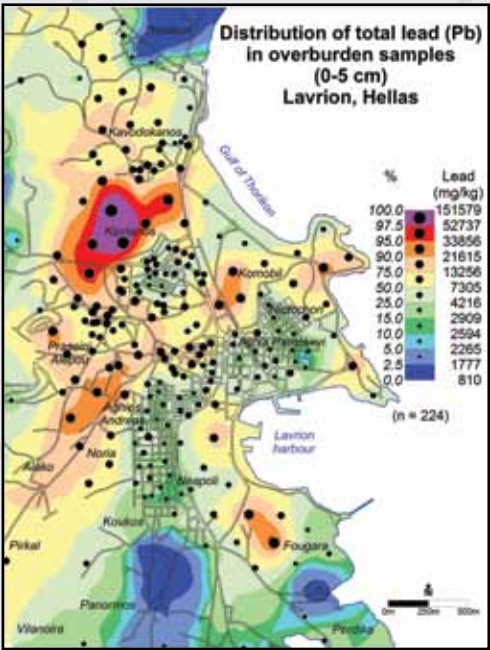 Distribution of total lead (Pb)
in overburden samples
(0-5 cm)
Lavrion, Hellas
Thorikon
Kavodokanos
Gulf of Thorikon
Kiprianos
Komobil
Nichtochori
Agia Paraskevi
Prasini
Alepou
Aghios
Andreas
Lavrion
harbour
Noria
Neapoli
Koukos
Pirkal
Fougara
Panormos
Vilanoira
Perdika
% Lead
(mg/kg)
100.0 151579
97.5 52737
95.0 33856
90.0 21615
75.0 13256
50.0 7305
25.0 4216
15.0 2909
10.0 2594
5.0 2265
2.5 1777
0.0 810
(n = 224)
N
0m 250m 500m